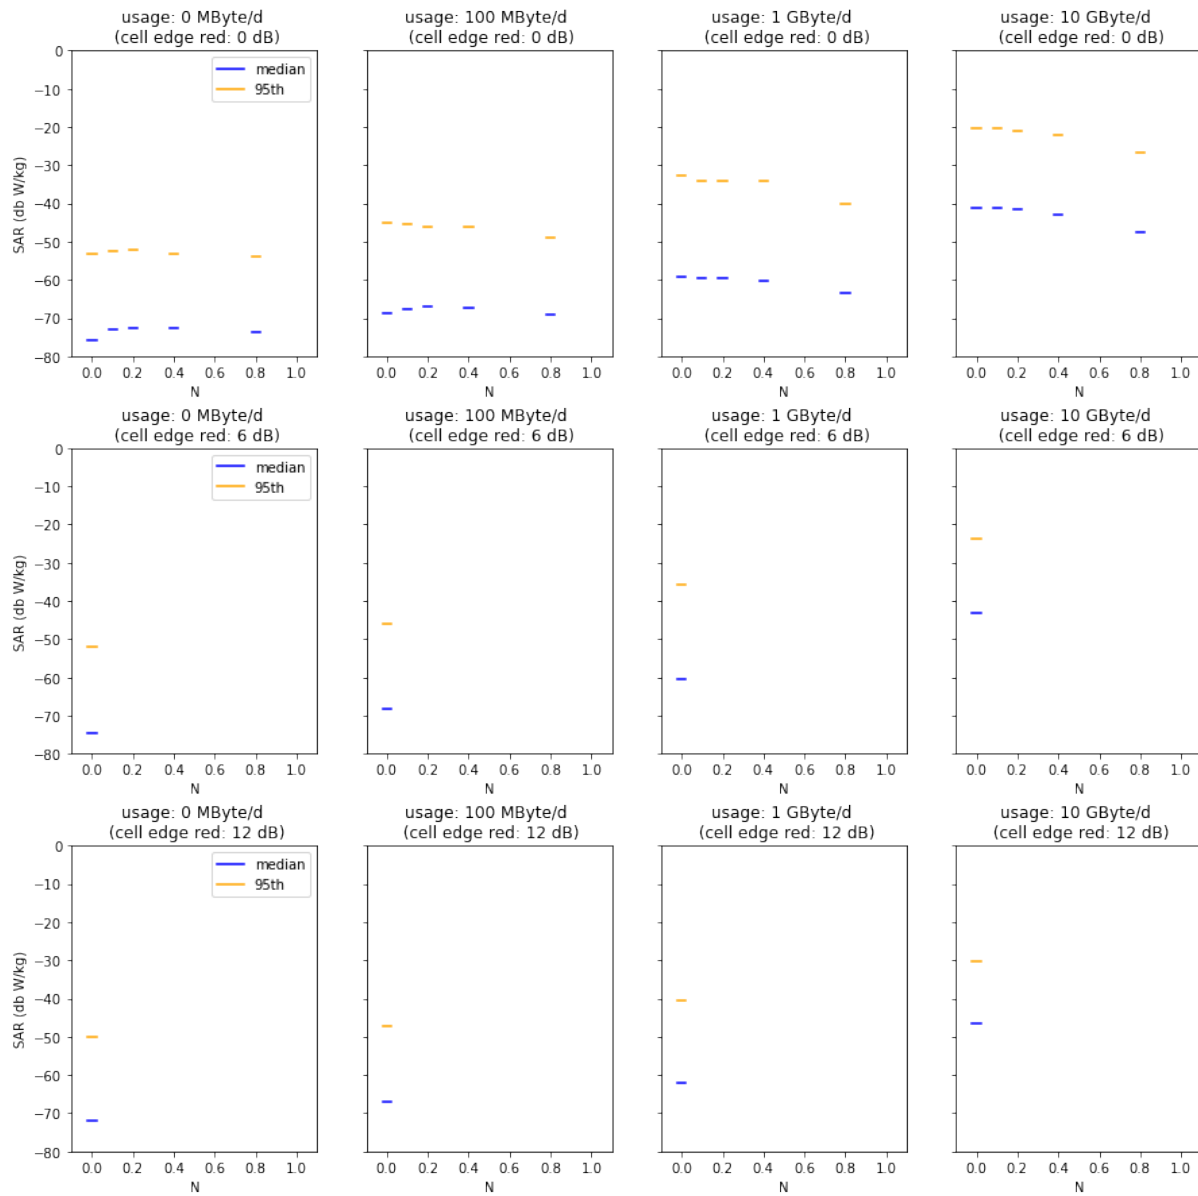 usage: 0 MByte/d
(cell edge red: 0 dB)
usage: 100 MByte/d
(cell edge red: 0 dB)
usage: 1 GByte/d
(cell edge red: 0 dB)
usage: 10 GByte/d
(cell edge red: 0 dB)
SAR (db W/kg)
0
−10
−20
−30
−40
−50
−60
−70
−80
median
95th
0.0 0.2 0.4 0.6 0.8 1.0
N
0.0 0.2 0.4 0.6 0.8 1.0
N
0.0 0.2 0.4 0.6 0.8 1.0
N
0.0 0.2 0.4 0.6 0.8 1.0
N
usage: 0 MByte/d
(cell edge red: 6 dB)
usage: 100 MByte/d
(cell edge red: 6 dB)
usage: 1 GByte/d
(cell edge red: 6 dB)
usage: 10 GByte/d
(cell edge red: 6 dB)
SAR (db W/kg)
0
−10
−20
−30
−40
−50
−60
−70
−80
median
95th
0.0 0.2 0.4 0.6 0.8 1.0
N
0.0 0.2 0.4 0.6 0.8 1.0
N
0.0 0.2 0.4 0.6 0.8 1.0
N
0.0 0.2 0.4 0.6 0.8 1.0
N
usage: 0 MByte/d
(cell edge red: 12 dB)
usage: 100 MByte/d
(cell edge red: 12 dB)
usage: 1 GByte/d
(cell edge red: 12 dB)
usage: 10 GByte/d
(cell edge red: 12 dB)
SAR (db W/kg)
0
−10
−20
−30
−40
−50
−60
−70
−80
median
95th
0.0 0.2 0.4 0.6 0.8 1.0
N
0.0 0.2 0.4 0.6 0.8 1.0
N
0.0 0.2 0.4 0.6 0.8 1.0
N
0.0 0.2 0.4 0.6 0.8 1.0
N